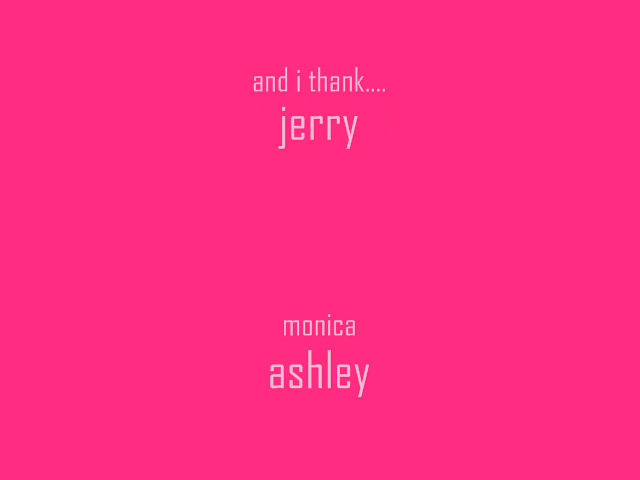 and i thank....
jerry
monica
ashley